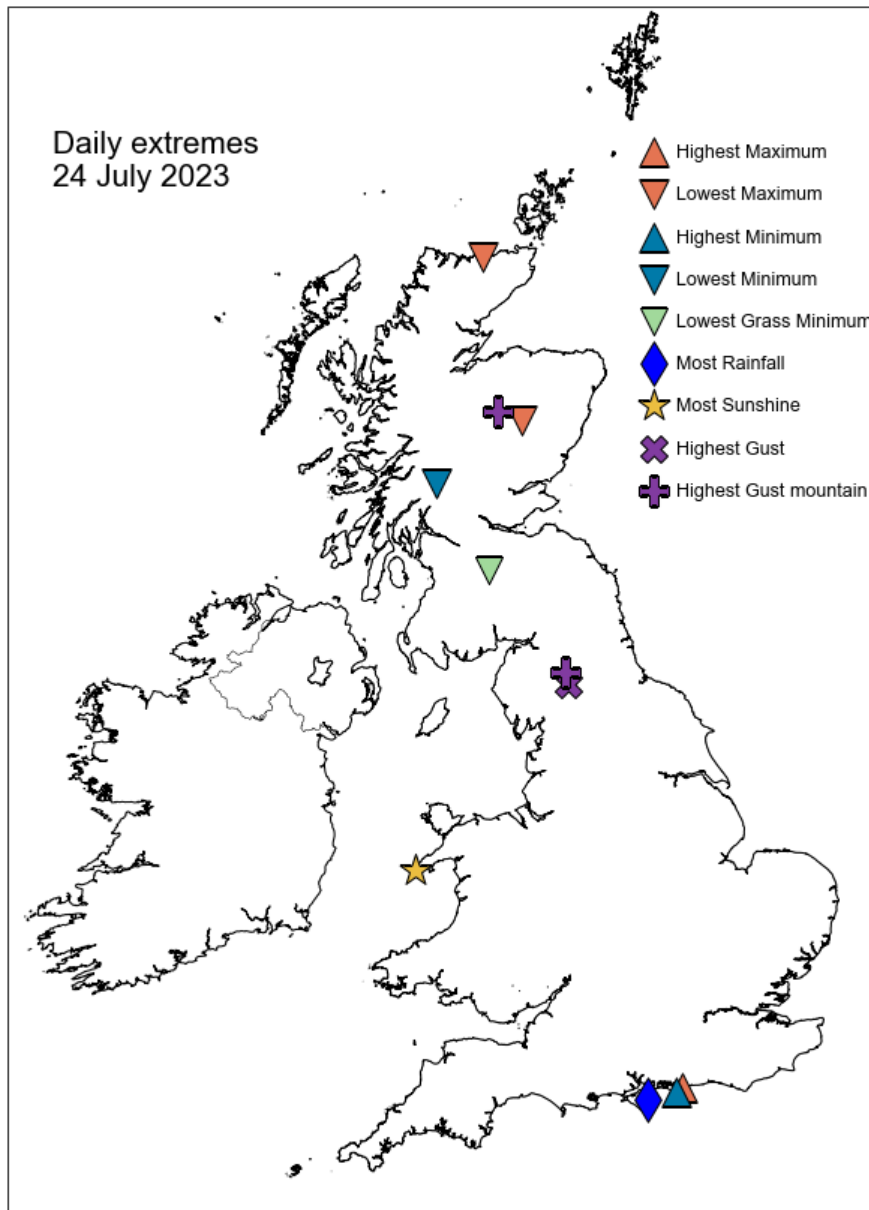 Daily extremes
24 July 2023
Highest Maximum
Lowest Maximum
Highest Minimum
Lowest Minimum
Lowest Grass Minimum
Most Rainfall
Most Sunshine
Highest Gust
Highest Gust mountain